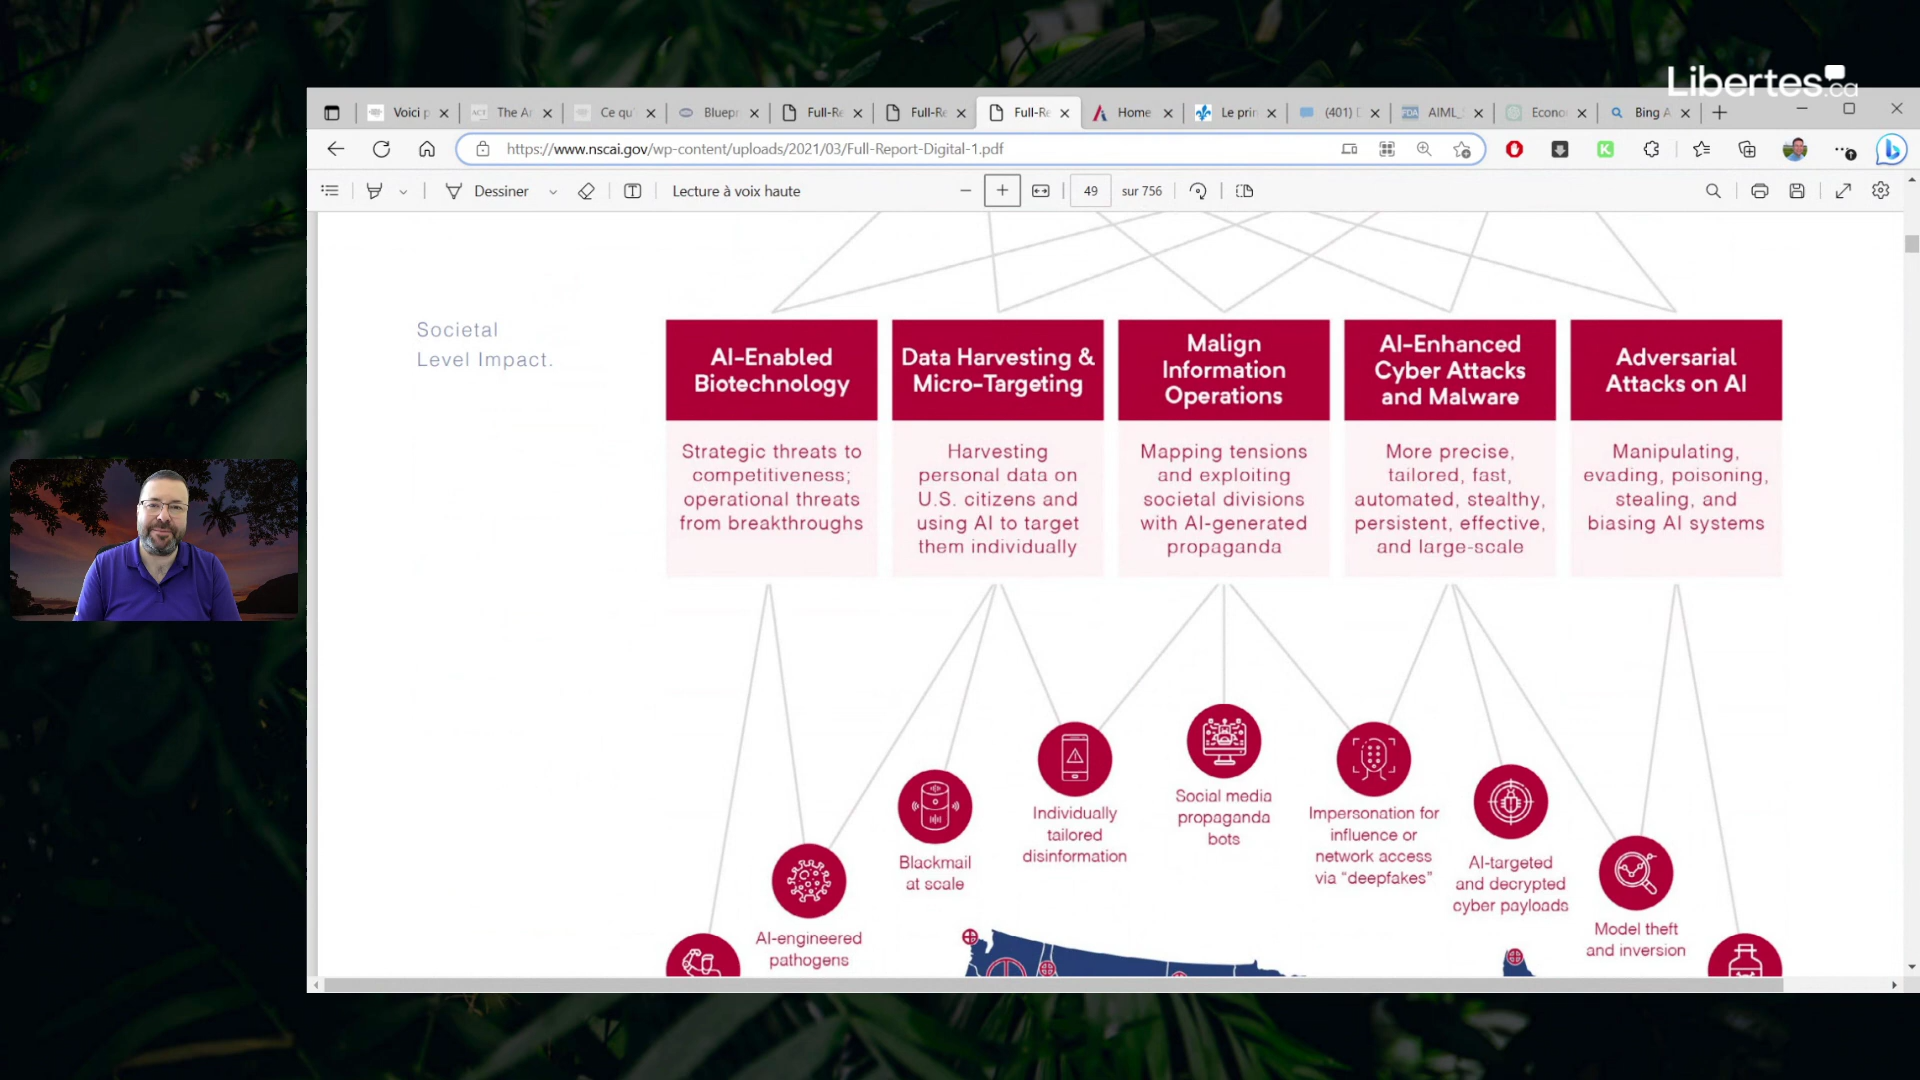 Libertes.ca
Voici p
The A
Ce qu'
Bluepr
Full-Re
Full-Re
Full-Re
Home
Le prin
(401)
AIML_
Econo
Bing A
https://www.nscai.gov/wp-content/uploads/2021/03/Full-Report-Digital-1.pdf
Dessiner
Lecture à voix haute
49
sur 756
Societal
Level Impact.
AI-Enabled
Biotechnology
Strategic threats to
competitiveness;
operational threats
from breakthroughs
Data Harvesting &
Micro-Targeting
Harvesting
personal data on
U.S. citizens and
using AI to target
them individually
Malign
Information
Operations
Mapping tensions
and exploiting
societal divisions
with AI-generated
propaganda
AI-Enhanced
Cyber Attacks
and Malware
More precise,
tailored, fast,
automated, stealthy,
persistent, effective,
and large-scale
Adversarial
Attacks on AI
Manipulating,
evading, poisoning,
stealing, and
biasing AI systems
AI-engineered
pathogens
Blackmail
at scale
Individually
tailored
disinformation
Social media
propaganda
bots
Impersonation for
influence or
network access
via “deepfakes”
AI-targeted
and decrypted
cyber payloads
Model theft
and inversion